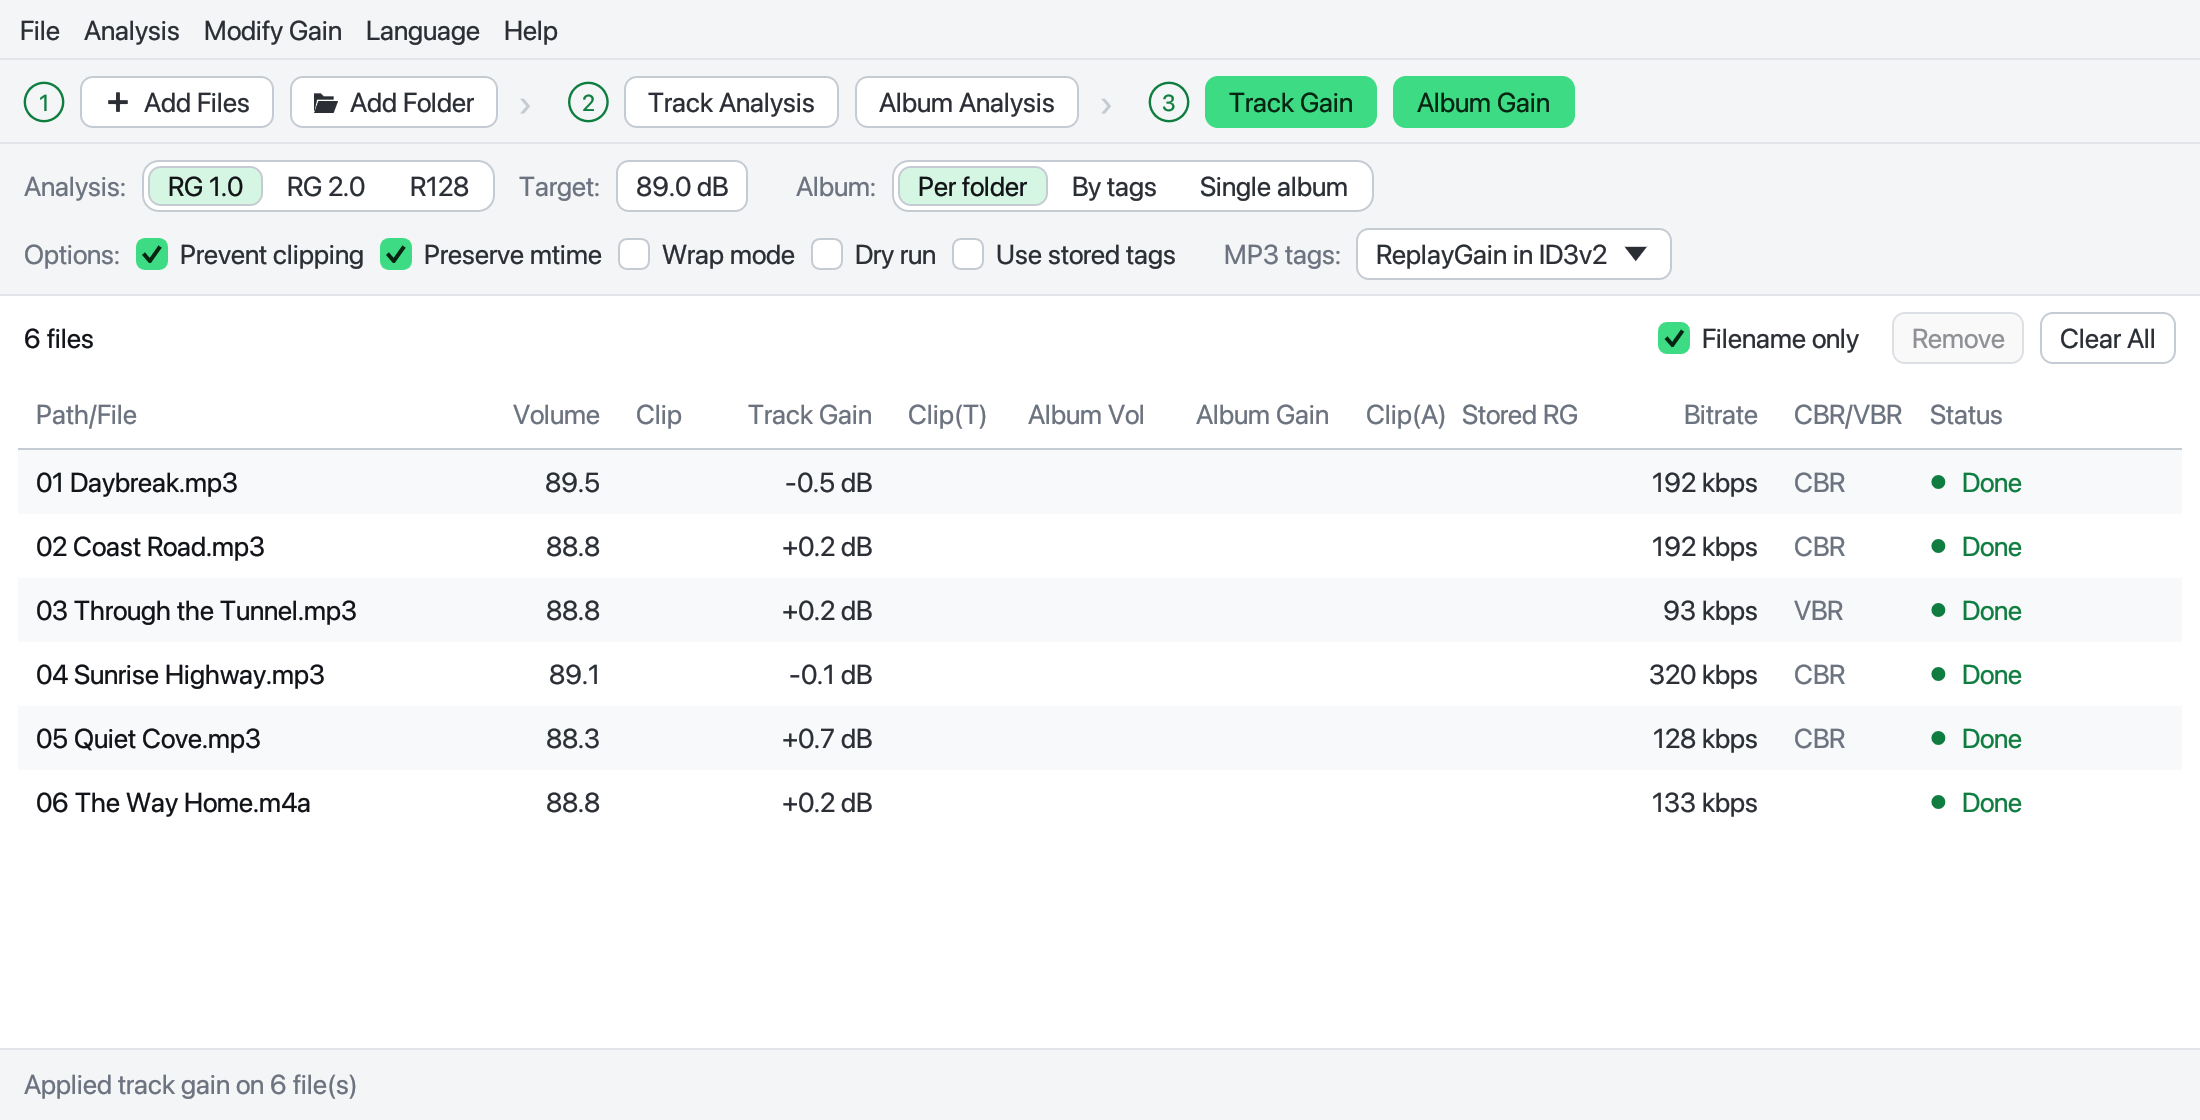 File Analysis Modify Gain Language Help
1 + Add Files Add Folder › 2 Track Analysis Album Analysis › 3 Track Gain Album Gain
Analysis: RG 1.0 RG 2.0 R128 Target: 89.0 dB Album: Per folder By tags Single album
Options: Prevent clipping Preserve mtime Wrap mode Dry run Use stored tags MP3 tags: ReplayGain in ID3v2
6 files Filename only Remove Clear All
Path/File Volume Clip Track Gain Clip(T) Album Vol Album Gain Clip(A) Stored RG Bitrate CBR/VBR Status
01 Daybreak.mp3 89.5 -0.5 dB 192 kbps CBR Done
02 Coast Road.mp3 88.8 +0.2 dB 192 kbps CBR Done
03 Through the Tunnel.mp3 88.8 +0.2 dB 93 kbps VBR Done
04 Sunrise Highway.mp3 89.1 -0.1 dB 320 kbps CBR Done
05 Quiet Cove.mp3 88.3 +0.7 dB 128 kbps CBR Done
06 The Way Home.m4a 88.8 +0.2 dB 133 kbps Done
Applied track gain on 6 file(s)